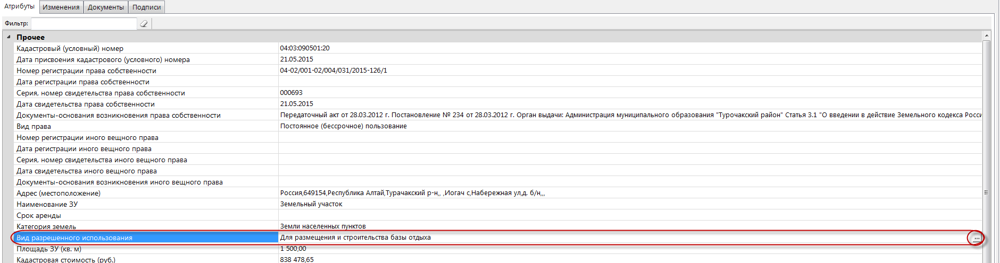 Атрибуты Изменения Документы Подписи
Фильтр:
Прочее
Кадастровый (условный) номер 04:03:090501:20
Дата присвоения кадастрового (условного) номера 21.05.2015
Номер регистрации права собственности 04-02/001-02/004/031/2015-126/1
Дата регистрации права собственности
Серия, номер свидетельства права собственности 000693
Дата свидетельства права собственности 21.05.2015
Документы-основания возникновения права собственности Передаточный акт от 28.03.2012 г. Постановление № 234 от 28.03.2012 г. Орган выдачи: Администрация муниципального образования "Турочакский район" Статья 3.1 "О введении в действие Земельного кодекса Росси
Вид права Постоянное (бессрочное) пользование
Номер регистрации иного вещного права
Дата регистрации иного вещного права
Серия, номер свидетельства иного вещного права
Дата свидетельства иного вещного права
Документы-основания возникновения иного вещного права
Адрес (местоположение) Россия,649154,Республика Алтай,Турачакский р-н,, ,Иогач с,Набережная ул,д. б/н,,,
Наименование ЗУ Земельный участок
Срок аренды
Категория земель Земли населенных пунктов
Вид разрешенного использования Для размещения и строительства базы отдыха ...
Площадь ЗУ (кв. м) 1 500,00
Кадастровая стоимость (руб.) 838 478,65